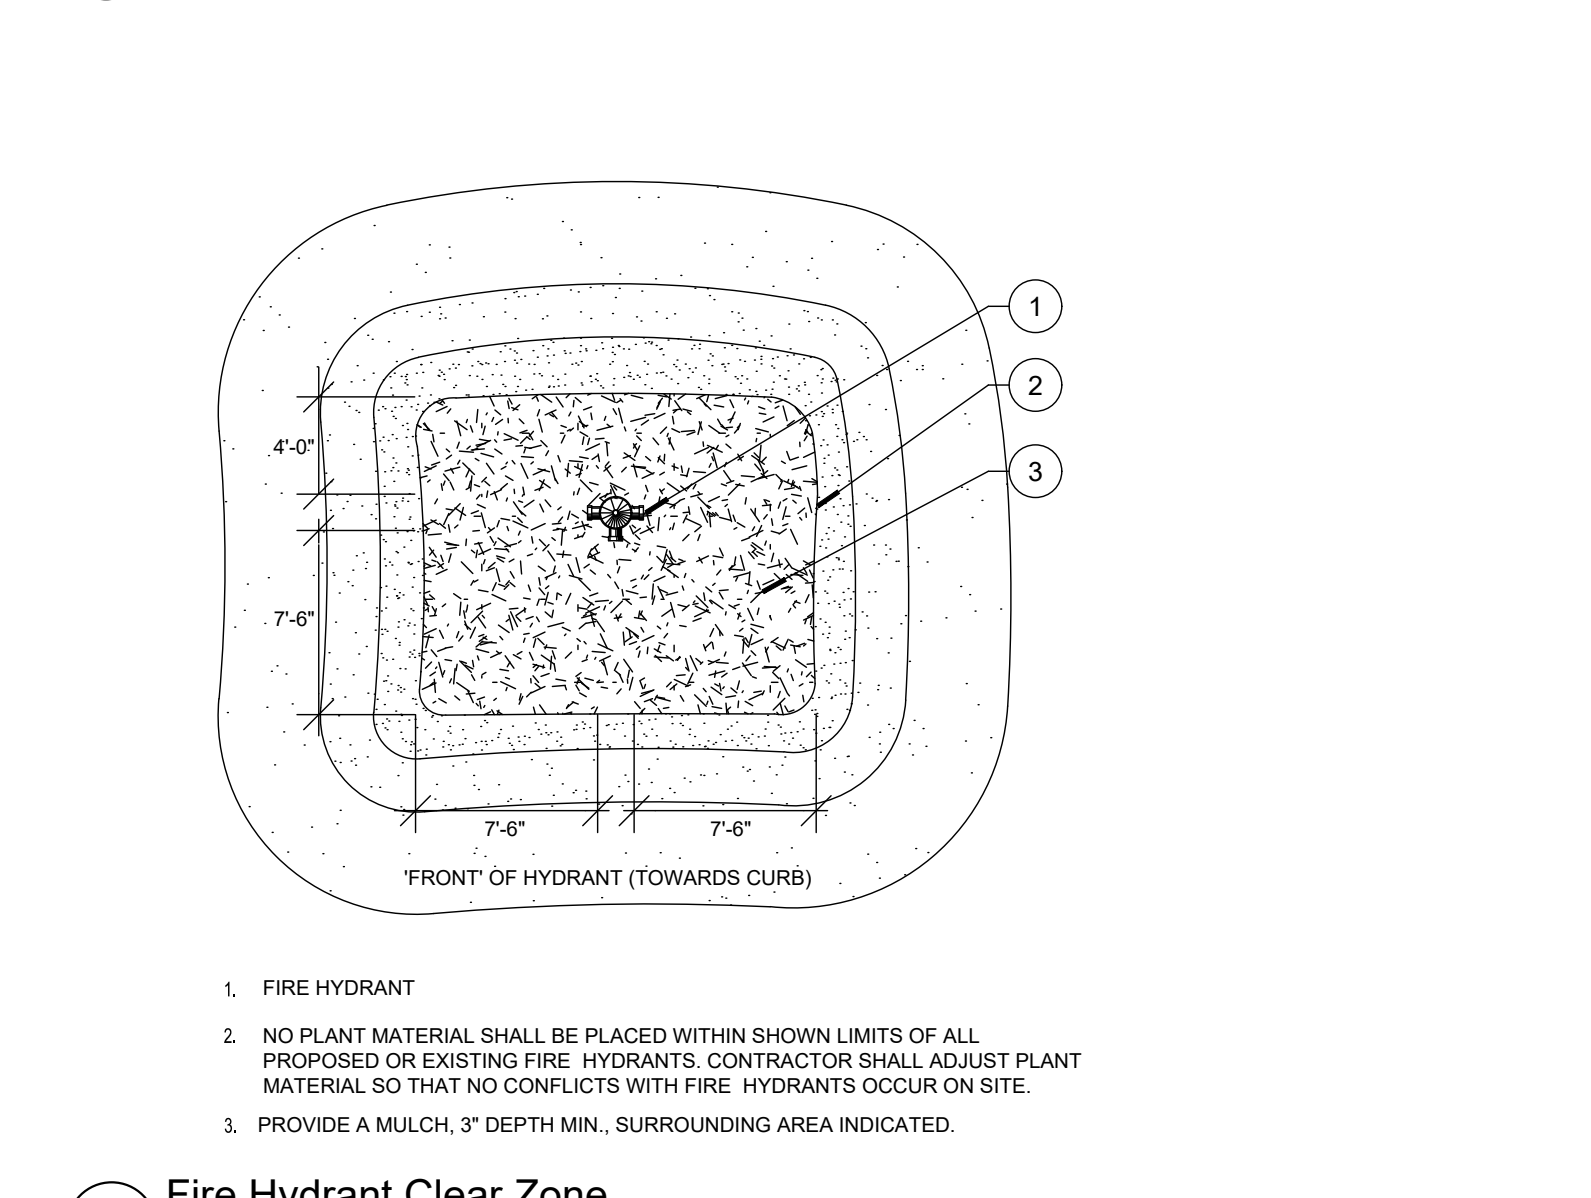 1
2
3
4'-0"
7'-6"
7'-6"
7'-6"
'FRONT' OF HYDRANT (TOWARDS CURB)
1. FIRE HYDRANT
2. NO PLANT MATERIAL SHALL BE PLACED WITHIN SHOWN LIMITS OF ALL
PROPOSED OR EXISTING FIRE HYDRANTS. CONTRACTOR SHALL ADJUST PLANT
MATERIAL SO THAT NO CONFLICTS WITH FIRE HYDRANTS OCCUR ON SITE.
3. PROVIDE A MULCH, 3" DEPTH MIN., SURROUNDING AREA INDICATED.
Fire Hydrant Clear Zone